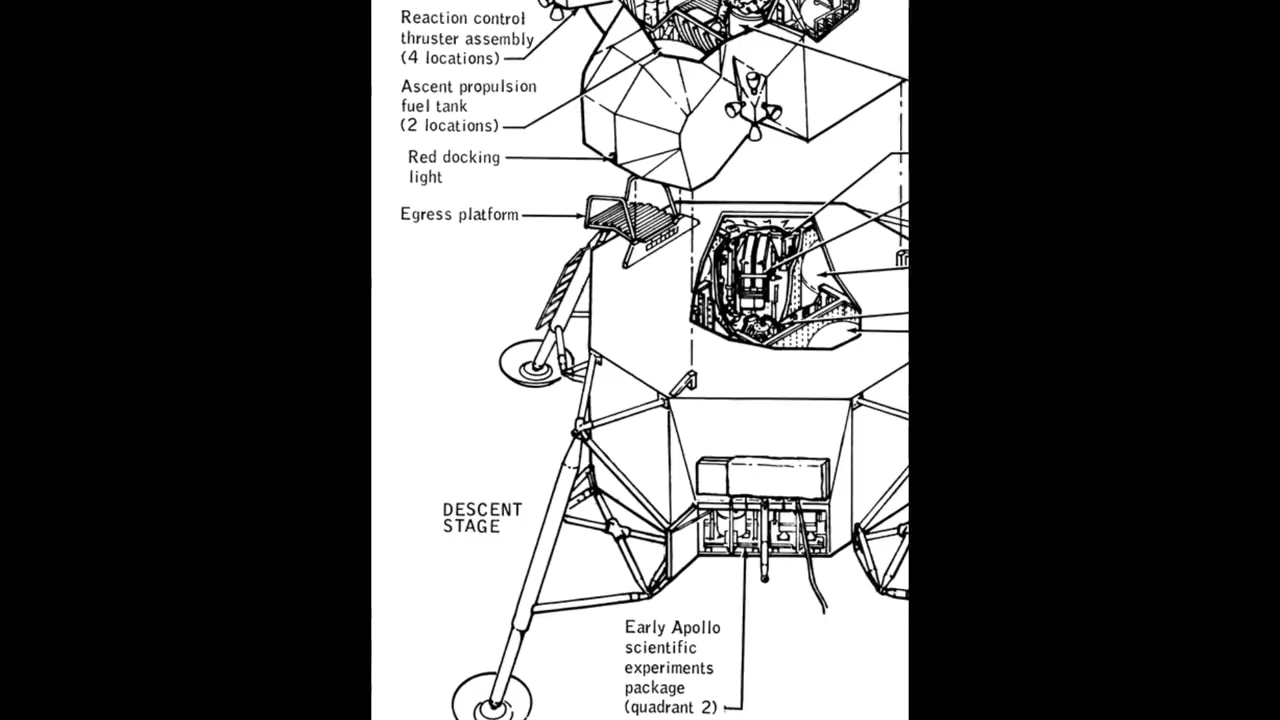 Reaction control
thruster assembly
(4 locations)
Ascent propulsion
fuel tank
(2 locations)
Red docking
light
Egress platform
DESCENT
STAGE
Early Apollo
scientific
experiments
package
(quadrant 2)